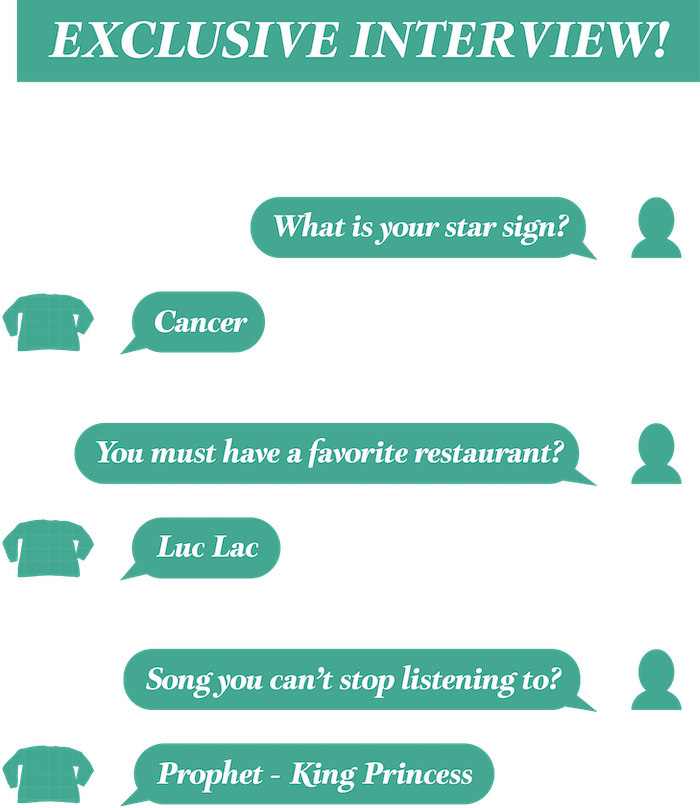 EXCLUSIVE INTERVIEW!
What is your star sign?
Cancer
You must have a favorite restaurant?
Luc Lac
Song you can't stop listening to?
Prophet - King Princess